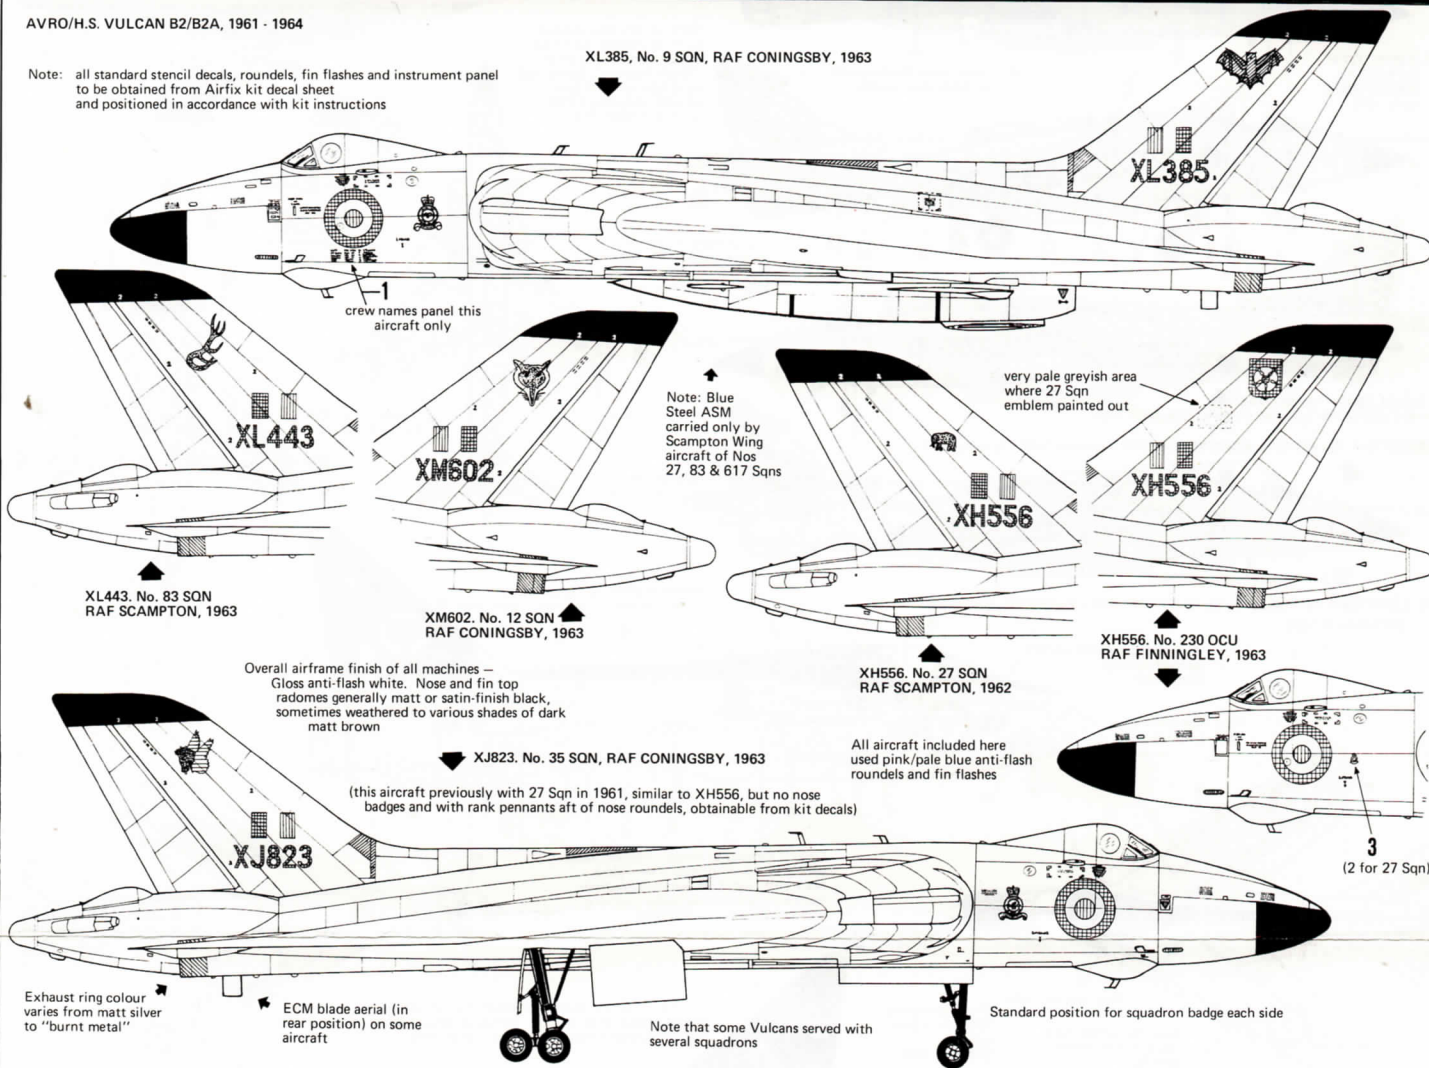 AVRO/H.S. VULCAN B2/B2A, 1961 - 1964
Note: all standard stencil decals, roundels, fin flashes and instrument panel
to be obtained from Airfix kit decal sheet
and positioned in accordance with kit instructions
XL385, No. 9 SQN, RAF CONINGSBY, 1963
XL385
1
crew names panel this
aircraft only
XL443
XL443. No. 83 SQN
RAF SCAMPTON, 1963
XM602
XM602. No. 12 SQN
RAF CONINGSBY, 1963
Note: Blue
Steel ASM
carried only by
Scampton Wing
aircraft of Nos
27, 83 & 617 Sqns
XH556
XH556. No. 27 SQN
RAF SCAMPTON, 1962
very pale greyish area
where 27 Sqn
emblem painted out
XH556
XH556. No. 230 OCU
RAF FINNINGLEY, 1963
Overall airframe finish of all machines —
Gloss anti-flash white. Nose and fin top
radomes generally matt or satin-finish black,
sometimes weathered to various shades of dark
matt brown
XJ823. No. 35 SQN, RAF CONINGSBY, 1963
(this aircraft previously with 27 Sqn in 1961, similar to XH556, but no nose
badges and with rank pennants aft of nose roundels, obtainable from kit decals)
All aircraft included here
used pink/pale blue anti-flash
roundels and fin flashes
3
(2 for 27 Sqn)
XJ823
Exhaust ring colour
varies from matt silver
to "burnt metal"
ECM blade aerial (in
rear position) on some
aircraft
Note that some Vulcans served with
several squadrons
Standard position for squadron badge each side